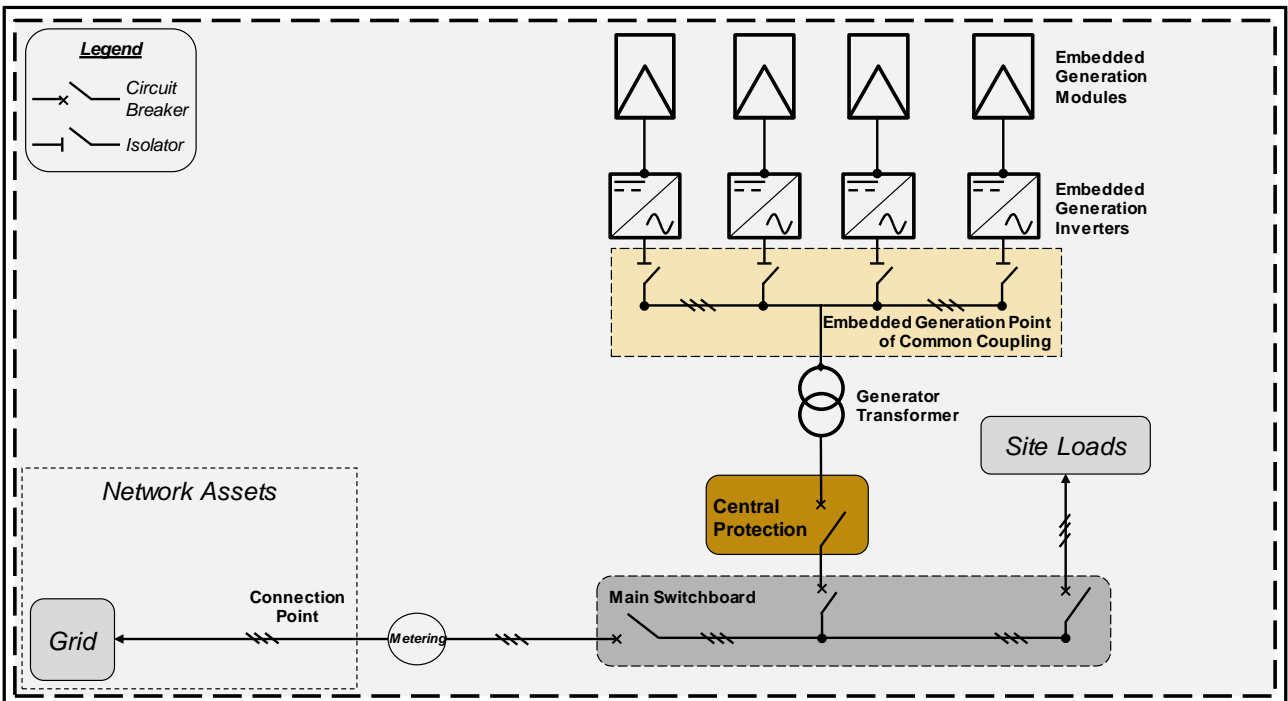 Legend
Circuit
Breaker
Isolator
Embedded
Generation
Modules
Embedded
Generation
Inverters
Embedded Generation Point
of Common Coupling
Generator
Transformer
Site Loads
Central
Protection
Network Assets
Main Switchboard
Connection
Point
Grid
Metering